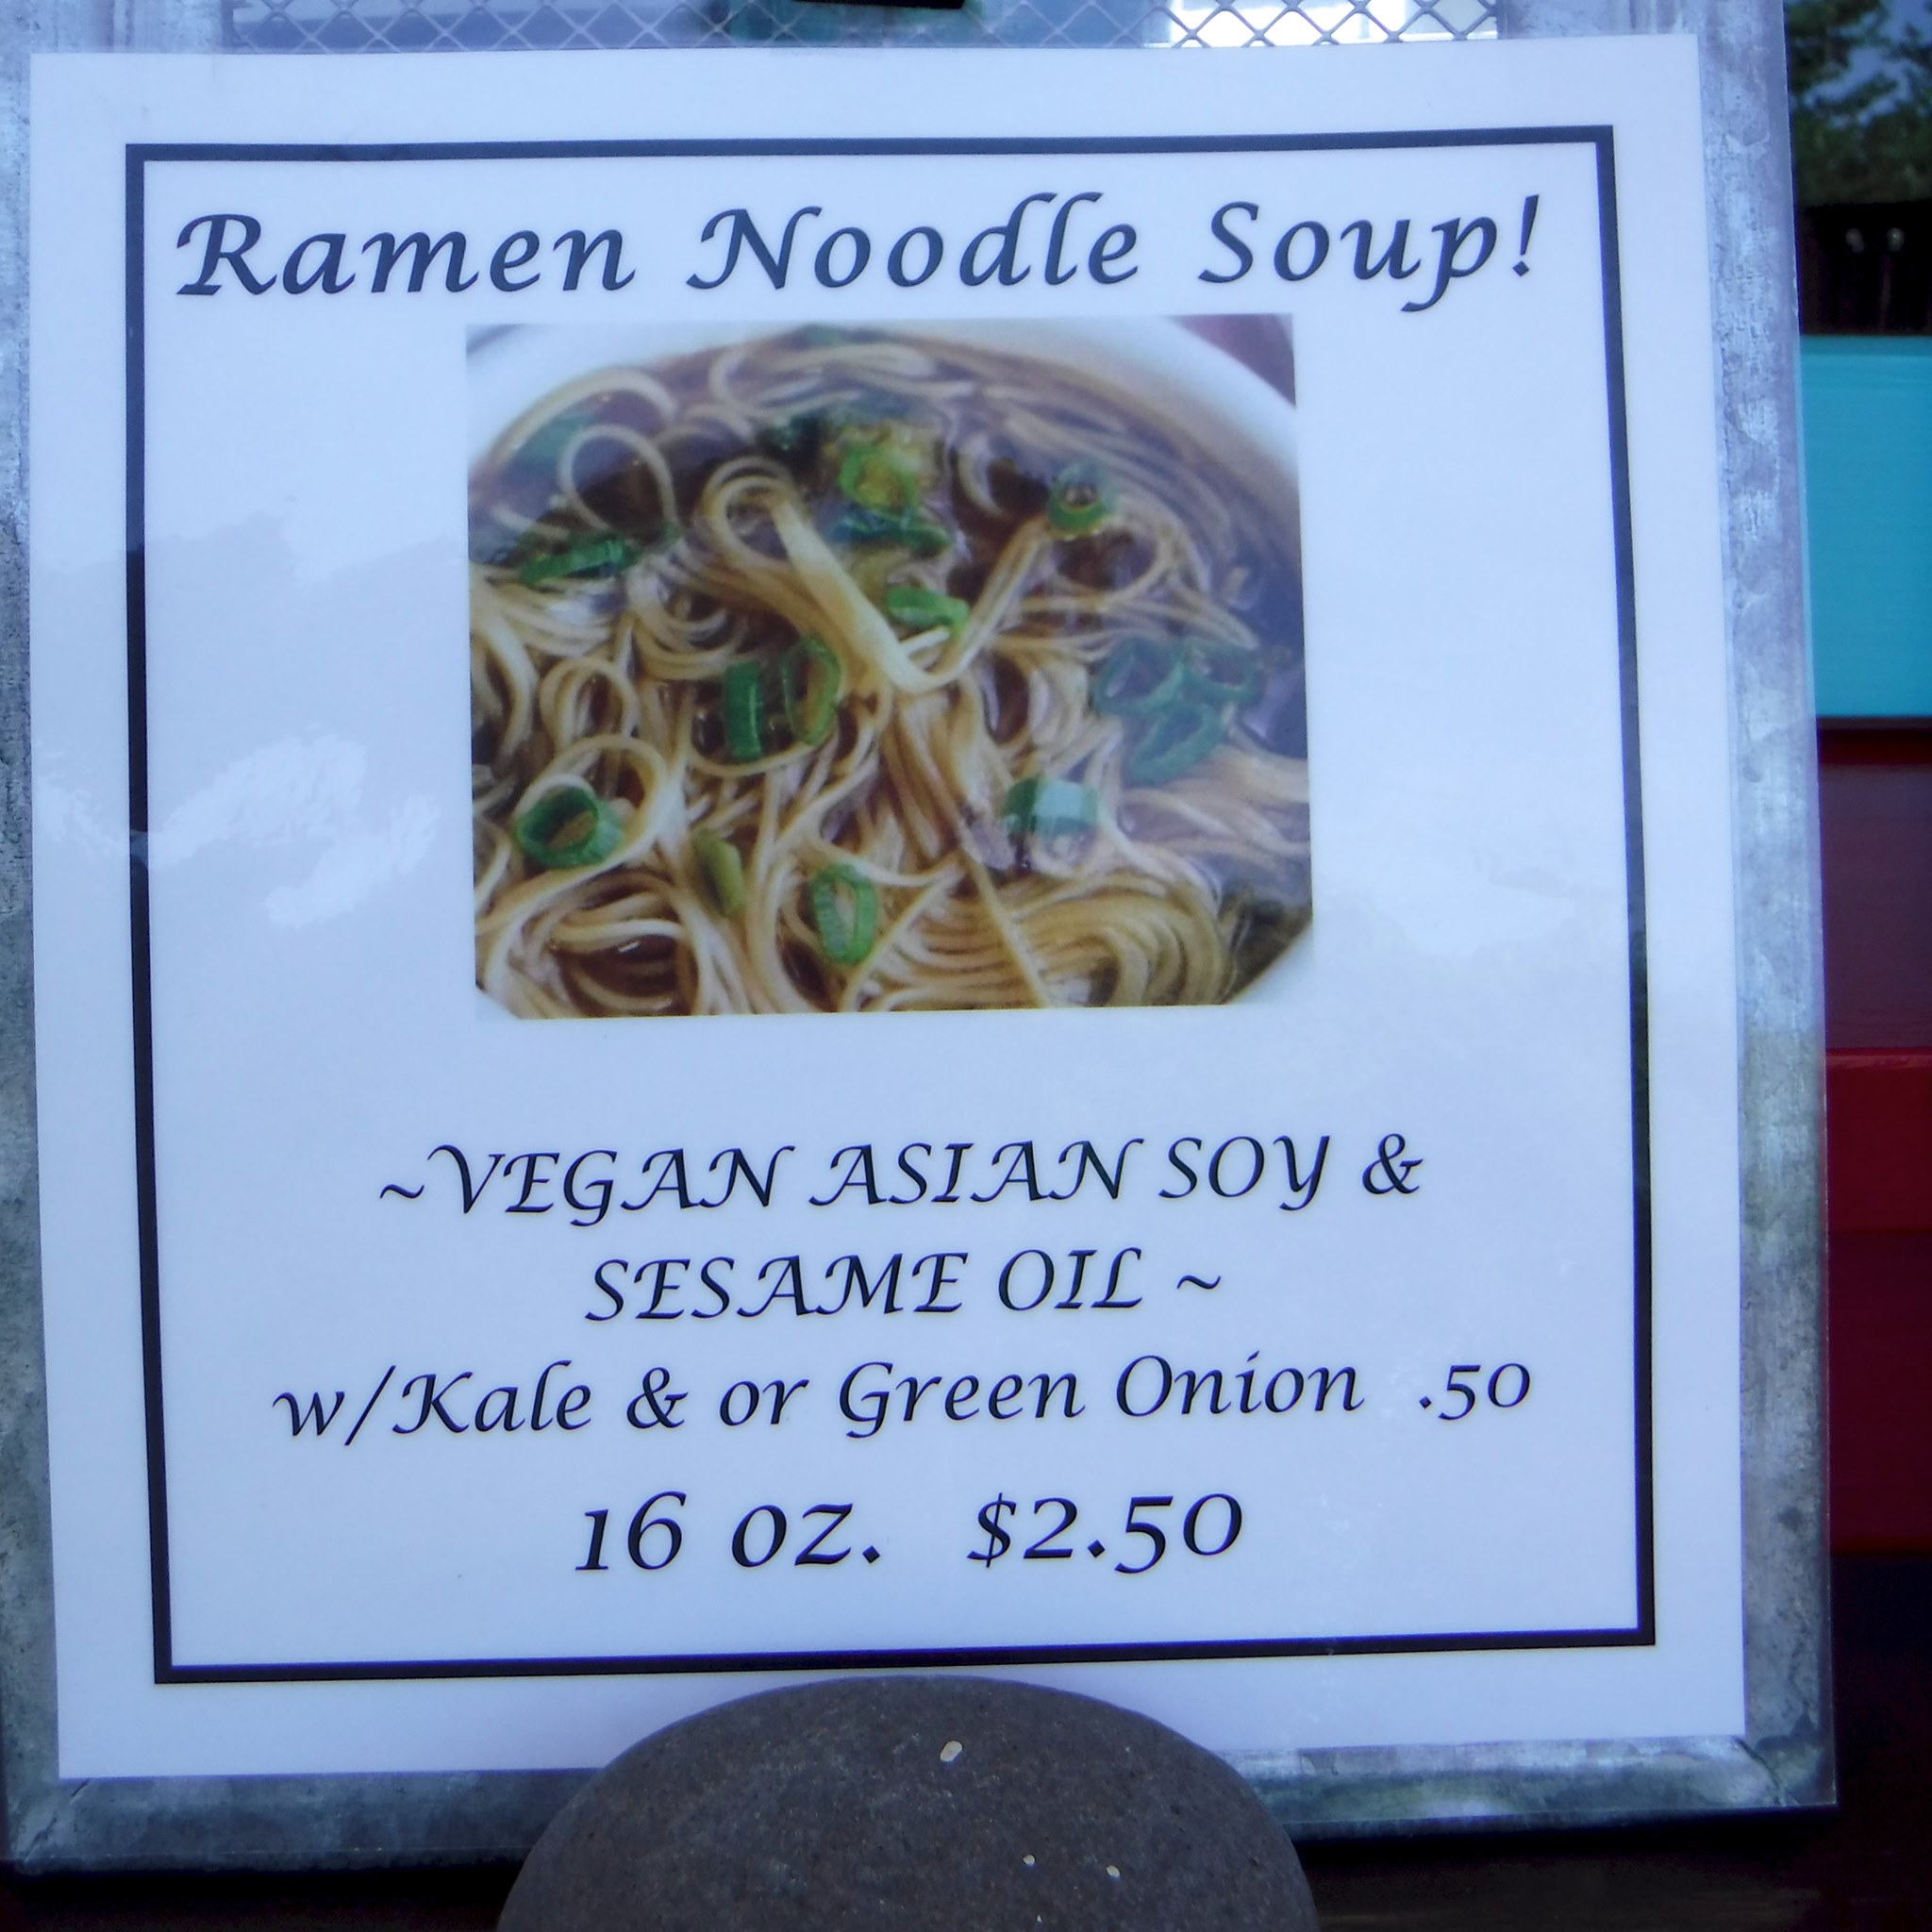 Ramen Noodle Soup!
~VEGAN ASIAN SOY &
SESAME OIL ~
w/Kale & or Green Onion .50
16 oz. $2.50